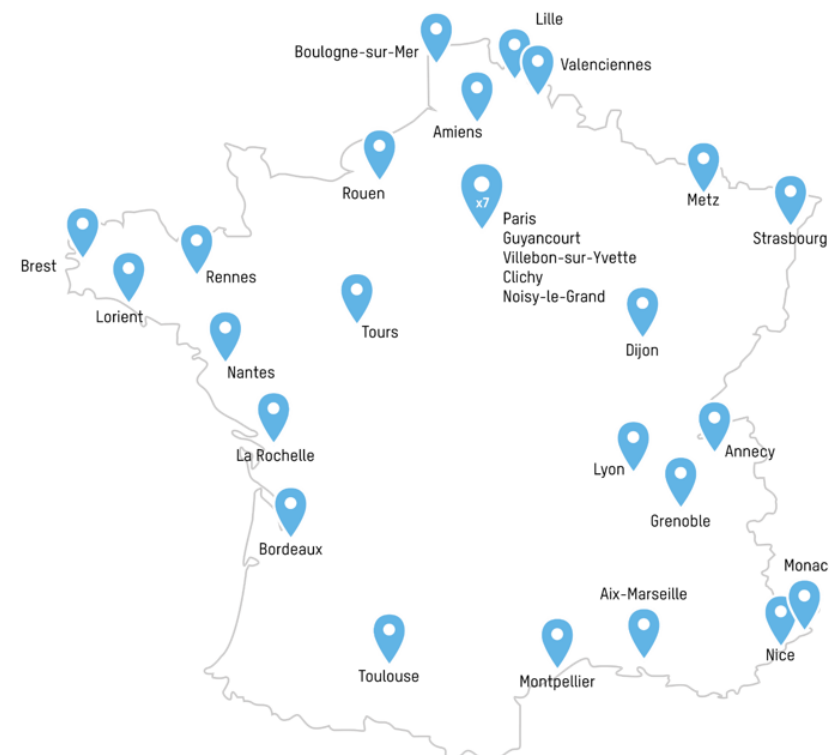 Lille
Boulogne-sur-Mer
Valenciennes
Amiens
Rouen
Metz
x7
Paris
Guyancourt
Villebon-sur-Yvette
Clichy
Noisy-le-Grand
Strasbourg
Brest
Rennes
Lorient
Tours
Dijon
Nantes
La Rochelle
Annecy
Lyon
Grenoble
Bordeaux
Monac
Aix-Marseille
Nice
Toulouse
Montpellier